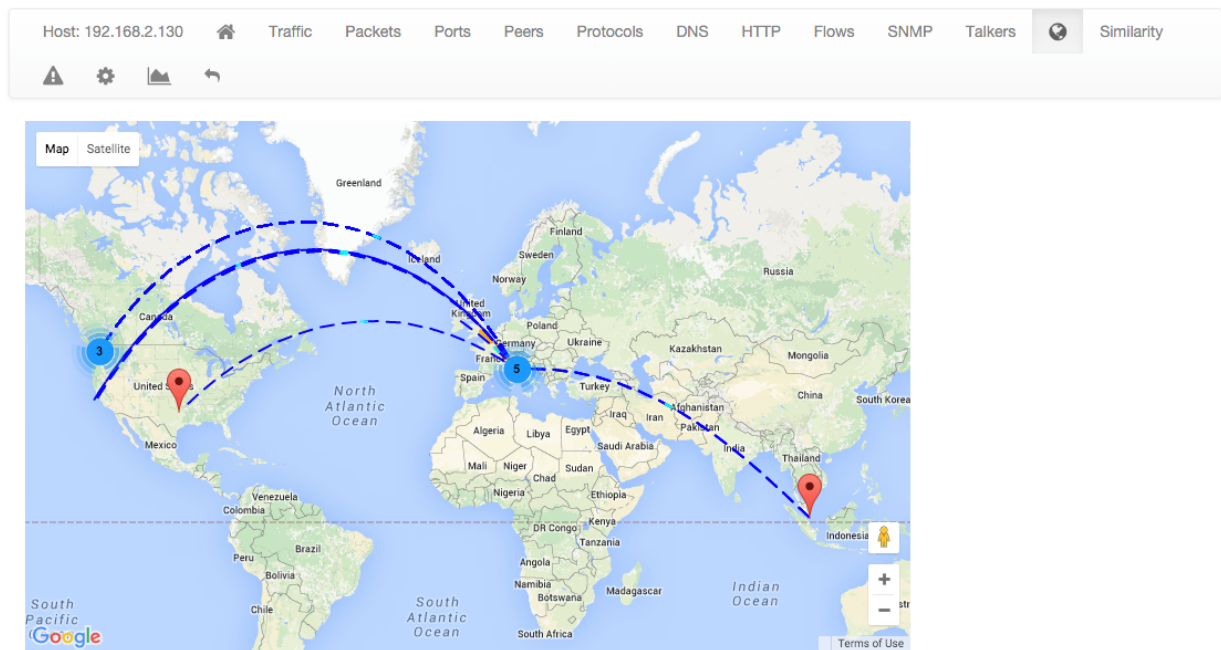 Host: 192.168.2.130 Traffic Packets Ports Peers Protocols DNS HTTP Flows SNMP Talkers Similarity
Map Satellite
Greenland
Finland
Iceland
Sweden
Russia
Norway
United
Kingdom
Canada
Poland
Germany
Ukraine
3
Kazakhstan
Mongolia
France
5
Spain
United States
Turkey
North
Atlantic
Ocean
China
South Korea
Iraq
Iran
Afghanistan
Pakistan
Algeria
Libya
Egypt
Mexico
Saudi Arabia
India
Thailand
Mali
Niger
Chad
Sudan
Venezuela
Nigeria
Ethiopia
Colombia
DR Congo
Kenya
Indonesia
Tanzania
Brazil
Peru
Angola
Bolivia
Namibia
Botswana
Madagascar
Indian
Ocean
+
South
Pacific
Chile
South
Atlantic
Ocean
−
str
South Africa
Google
Terms of Use